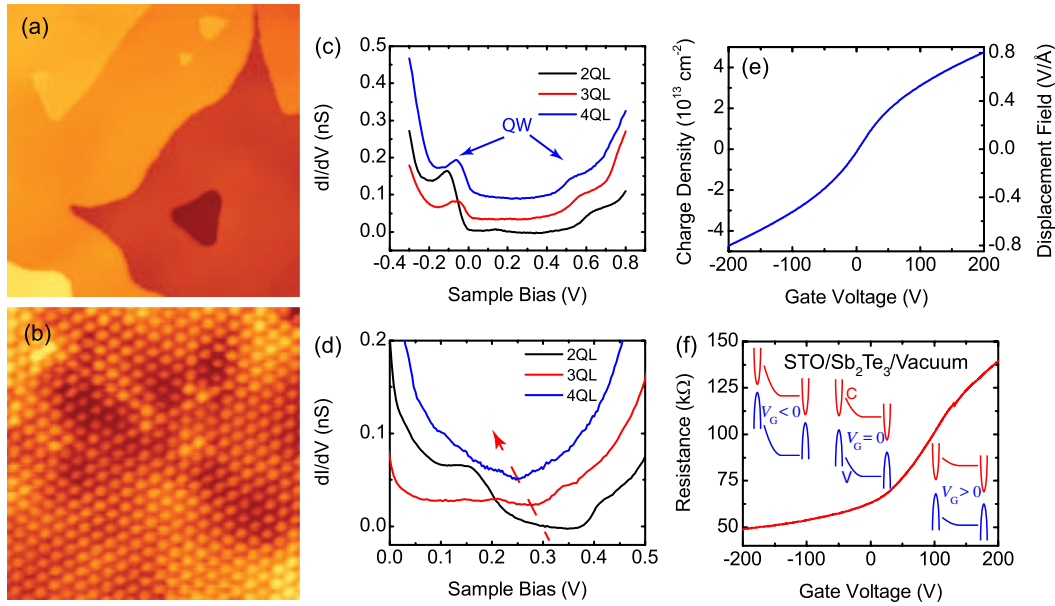 (a)
(b)
(c)
0.5
0.4
0.3
0.2
0.1
0.0
dI/dV (nS)
2QL
3QL
4QL
QW
-0.4 -0.2 0.0 0.2 0.4 0.6 0.8
Sample Bias (V)
(d)
0.2
0.1
0.0
dI/dV (nS)
2QL
3QL
4QL
0.0 0.1 0.2 0.3 0.4 0.5
Sample Bias (V)
(e)
4
2
0
-2
-4
Charge Density (10¹³ cm⁻²)
0.8
0.4
0.0
-0.4
-0.8
Displacement Field (V/Å)
-200 -100 0 100 200
Gate Voltage (V)
(f)
STO/Sb₂Te₃/Vacuum
150
125
100
75
50
Resistance (kΩ)
V_G<0
C
V_G=0
V
V_G>0
-200 -100 0 100 200
Gate Voltage (V)